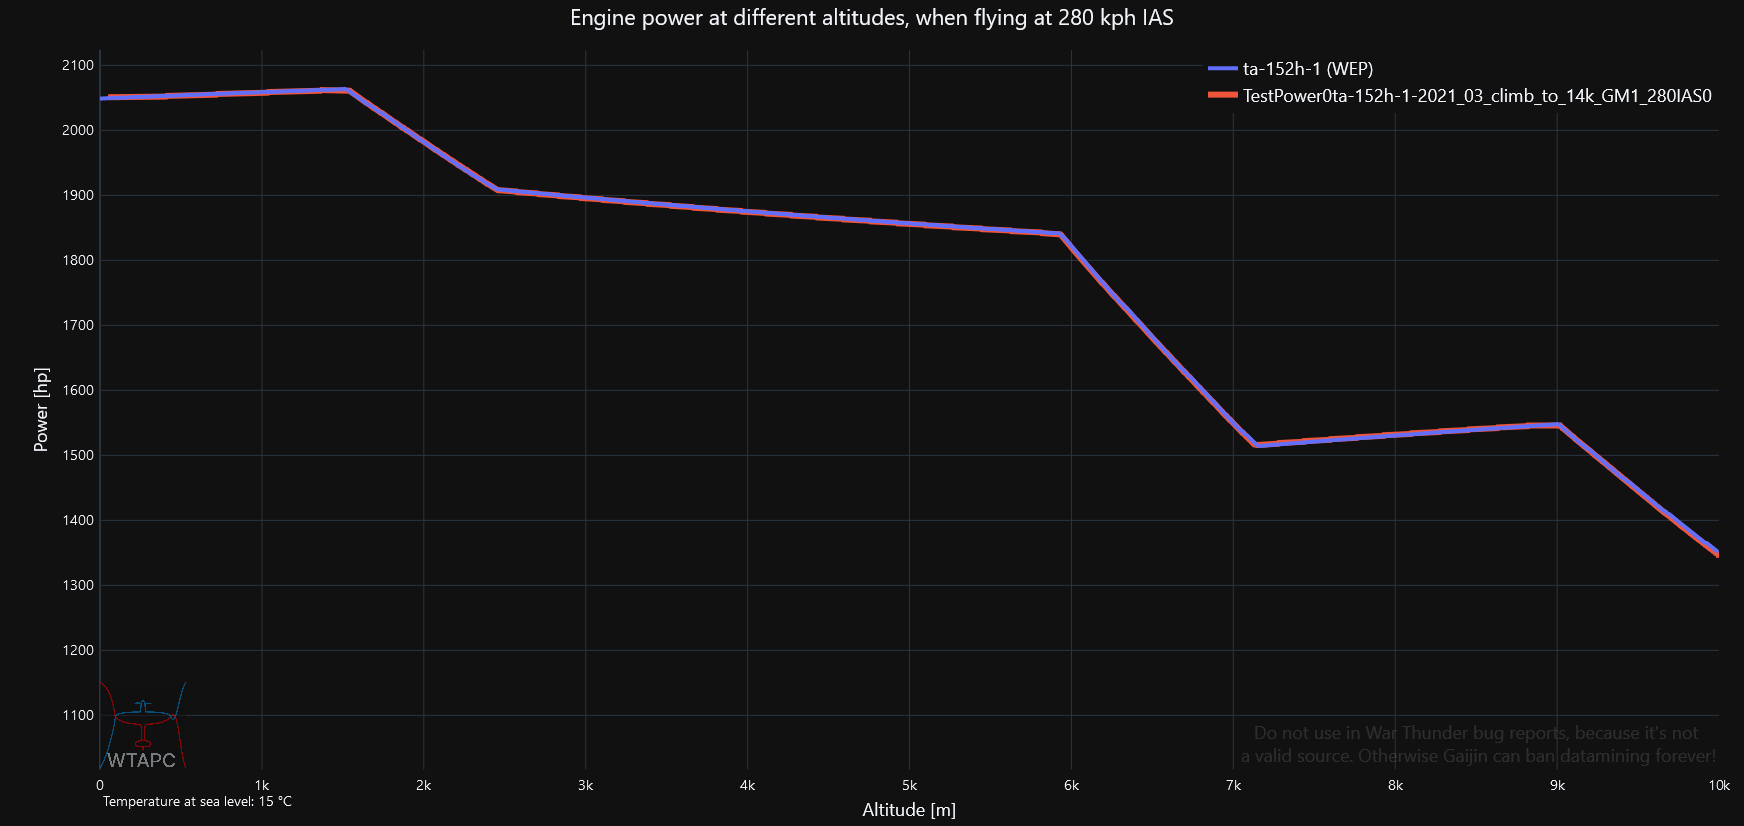 Engine power at different altitudes, when flying at 280 kph IAS
ta-152h-1 (WEP)
TestPower0ta-152h-1-2021_03_climb_to_14k_GM1_280IAS0
Power [hp]
2100
2000
1900
1800
1700
1600
1500
1400
1300
1200
1100
WTAPC
Do not use in War Thunder bug reports, because it's not
a valid source. Otherwise Gaijin can ban datamining forever!
0 1k 2k 3k 4k 5k 6k 7k 8k 9k 10k
Temperature at sea level: 15 °C
Altitude [m]